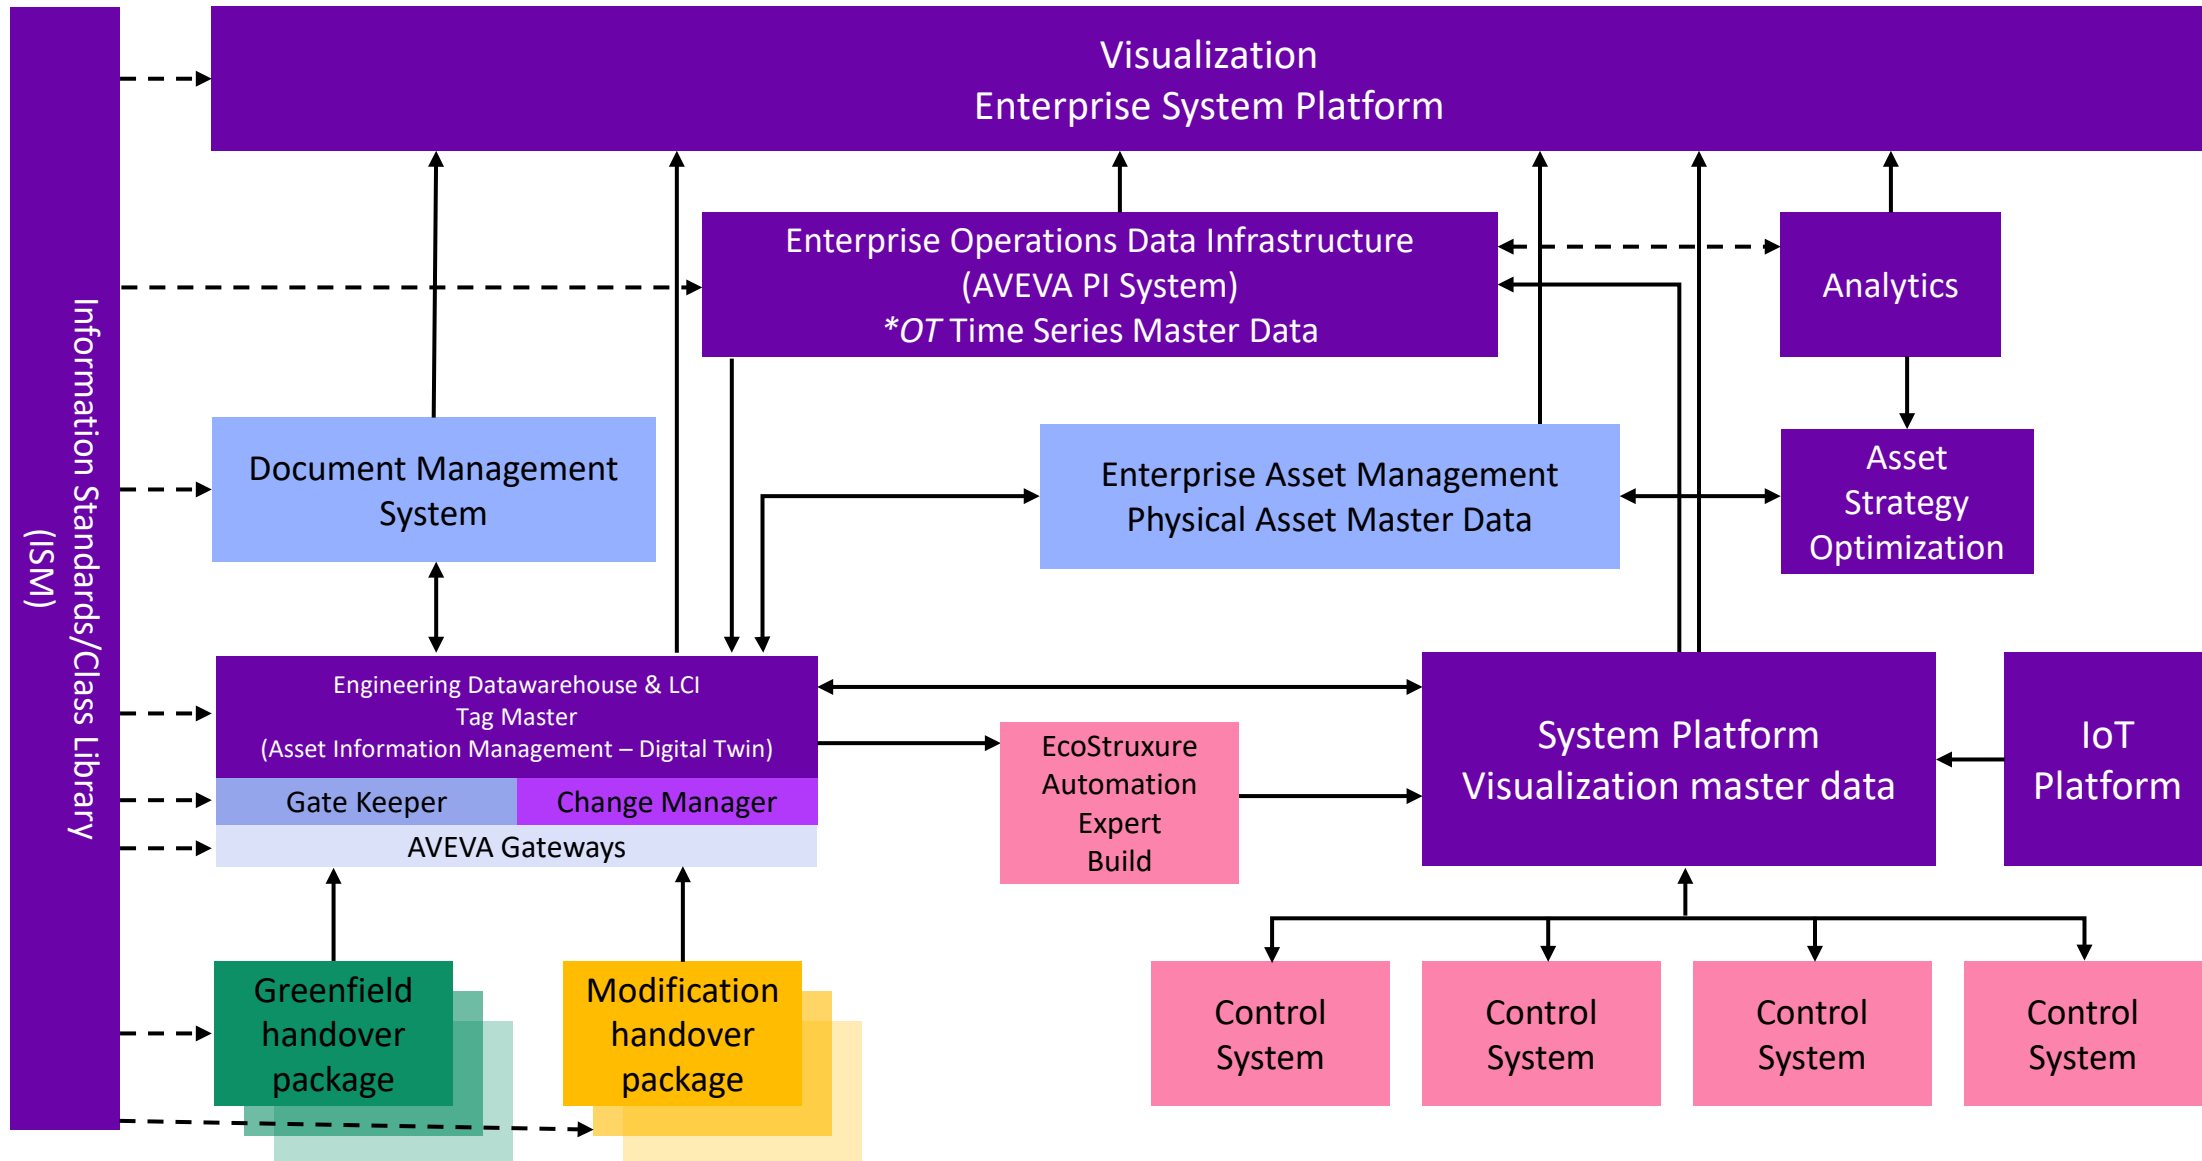 Visualization
Enterprise System Platform
Information Standards/Class Library
(ISM)
Enterprise Operations Data Infrastructure
(AVEVA PI System)
*OT Time Series Master Data
Analytics
Document Management
System
Enterprise Asset Management
Physical Asset Master Data
Asset
Strategy
Optimization
Engineering Datawarehouse & LCI
Tag Master
(Asset Information Management – Digital Twin)
Gate Keeper
Change Manager
AVEVA Gateways
EcoStruxure
Automation
Expert
Build
System Platform
Visualization master data
IoT
Platform
Greenfield
handover
package
Modification
handover
package
Control
System
Control
System
Control
System
Control
System